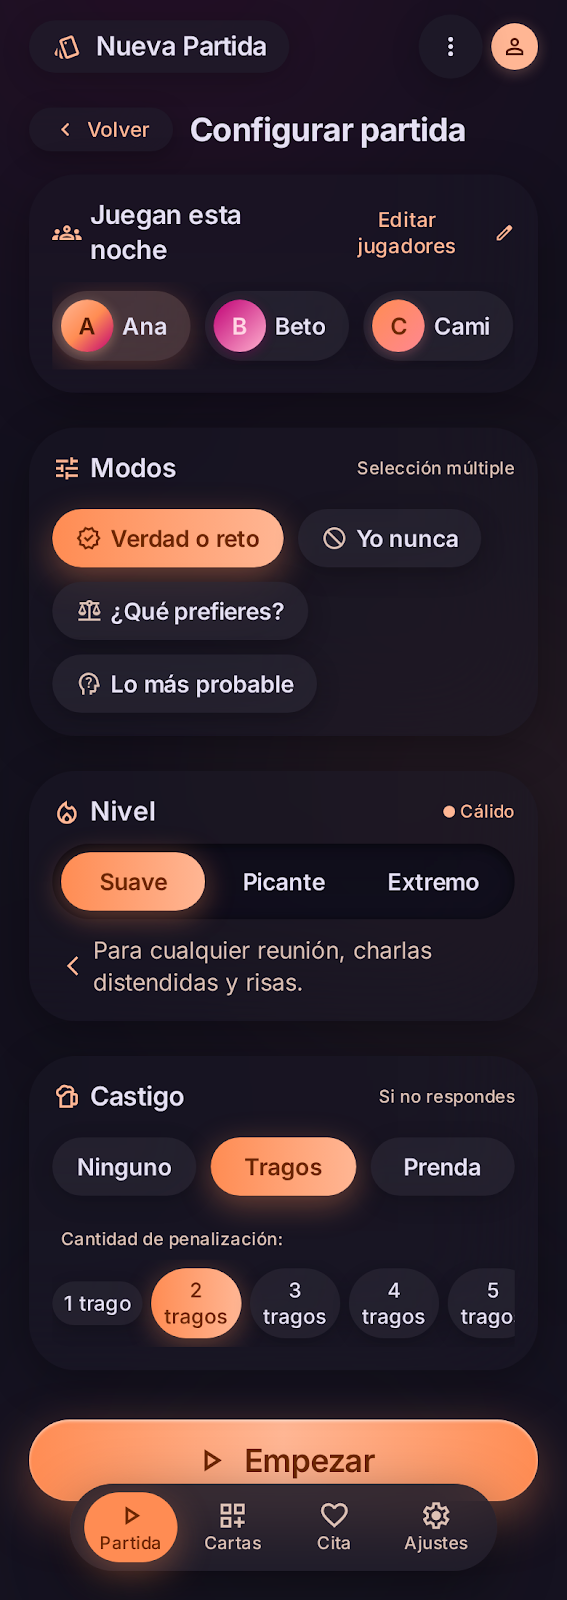 Nueva Partida
Volver
Configurar partida
Juegan esta
noche
Editar
jugadores
A Ana
B Beto
C Cami
Modos
Selección múltiple
Verdad o reto
Yo nunca
¿Qué prefieres?
Lo más probable
Nivel
Cálido
Suave
Picante
Extremo
Para cualquier reunión, charlas
distendidas y risas.
Castigo
Si no respondes
Ninguno
Tragos
Prenda
Cantidad de penalización:
1 trago
2
tragos
3
tragos
4
tragos
5
trago
Empezar
Partida
Cartas
Cita
Ajustes